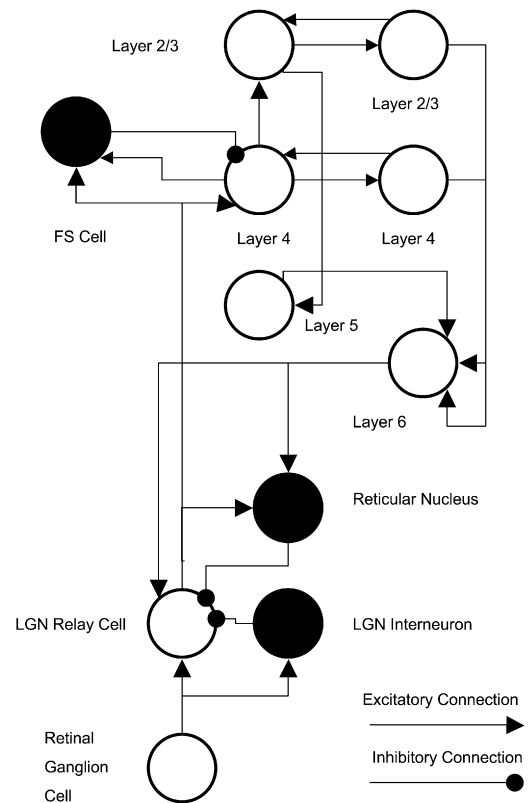 Layer 2/3
Layer 2/3
FS Cell
Layer 4
Layer 4
Layer 5
Layer 6
Reticular Nucleus
LGN Relay Cell
LGN Interneuron
Excitatory Connection
Retinal
Ganglion
Cell
Inhibitory Connection